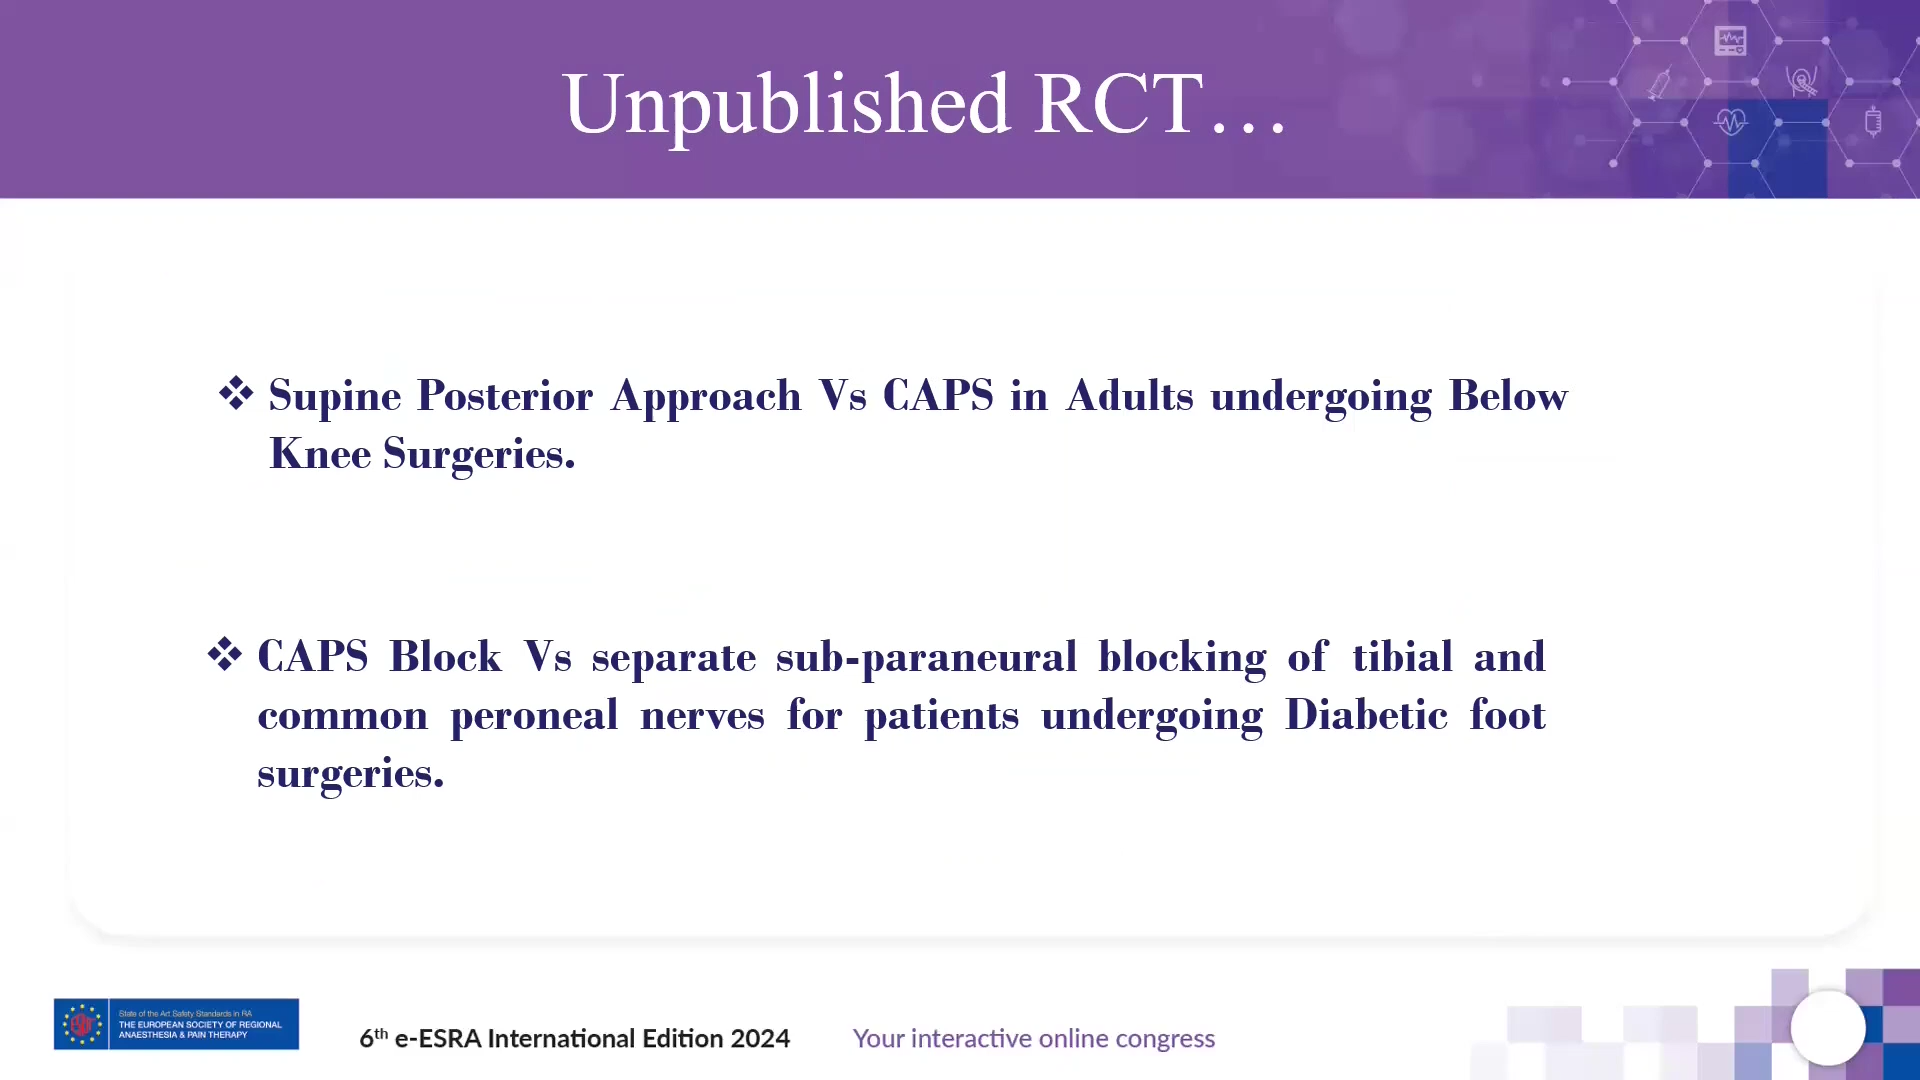 Unpublished RCT…
❖ Supine Posterior Approach Vs CAPS in Adults undergoing Below
Knee Surgeries.
❖ CAPS Block Vs separate sub-paraneural blocking of tibial and
common peroneal nerves for patients undergoing Diabetic foot
surgeries.
State of the Art Safety Standards in RA
THE EUROPEAN SOCIETY OF REGIONAL
ANAESTHESIA & PAIN THERAPY
6th e-ESRA International Edition 2024 Your interactive online congress